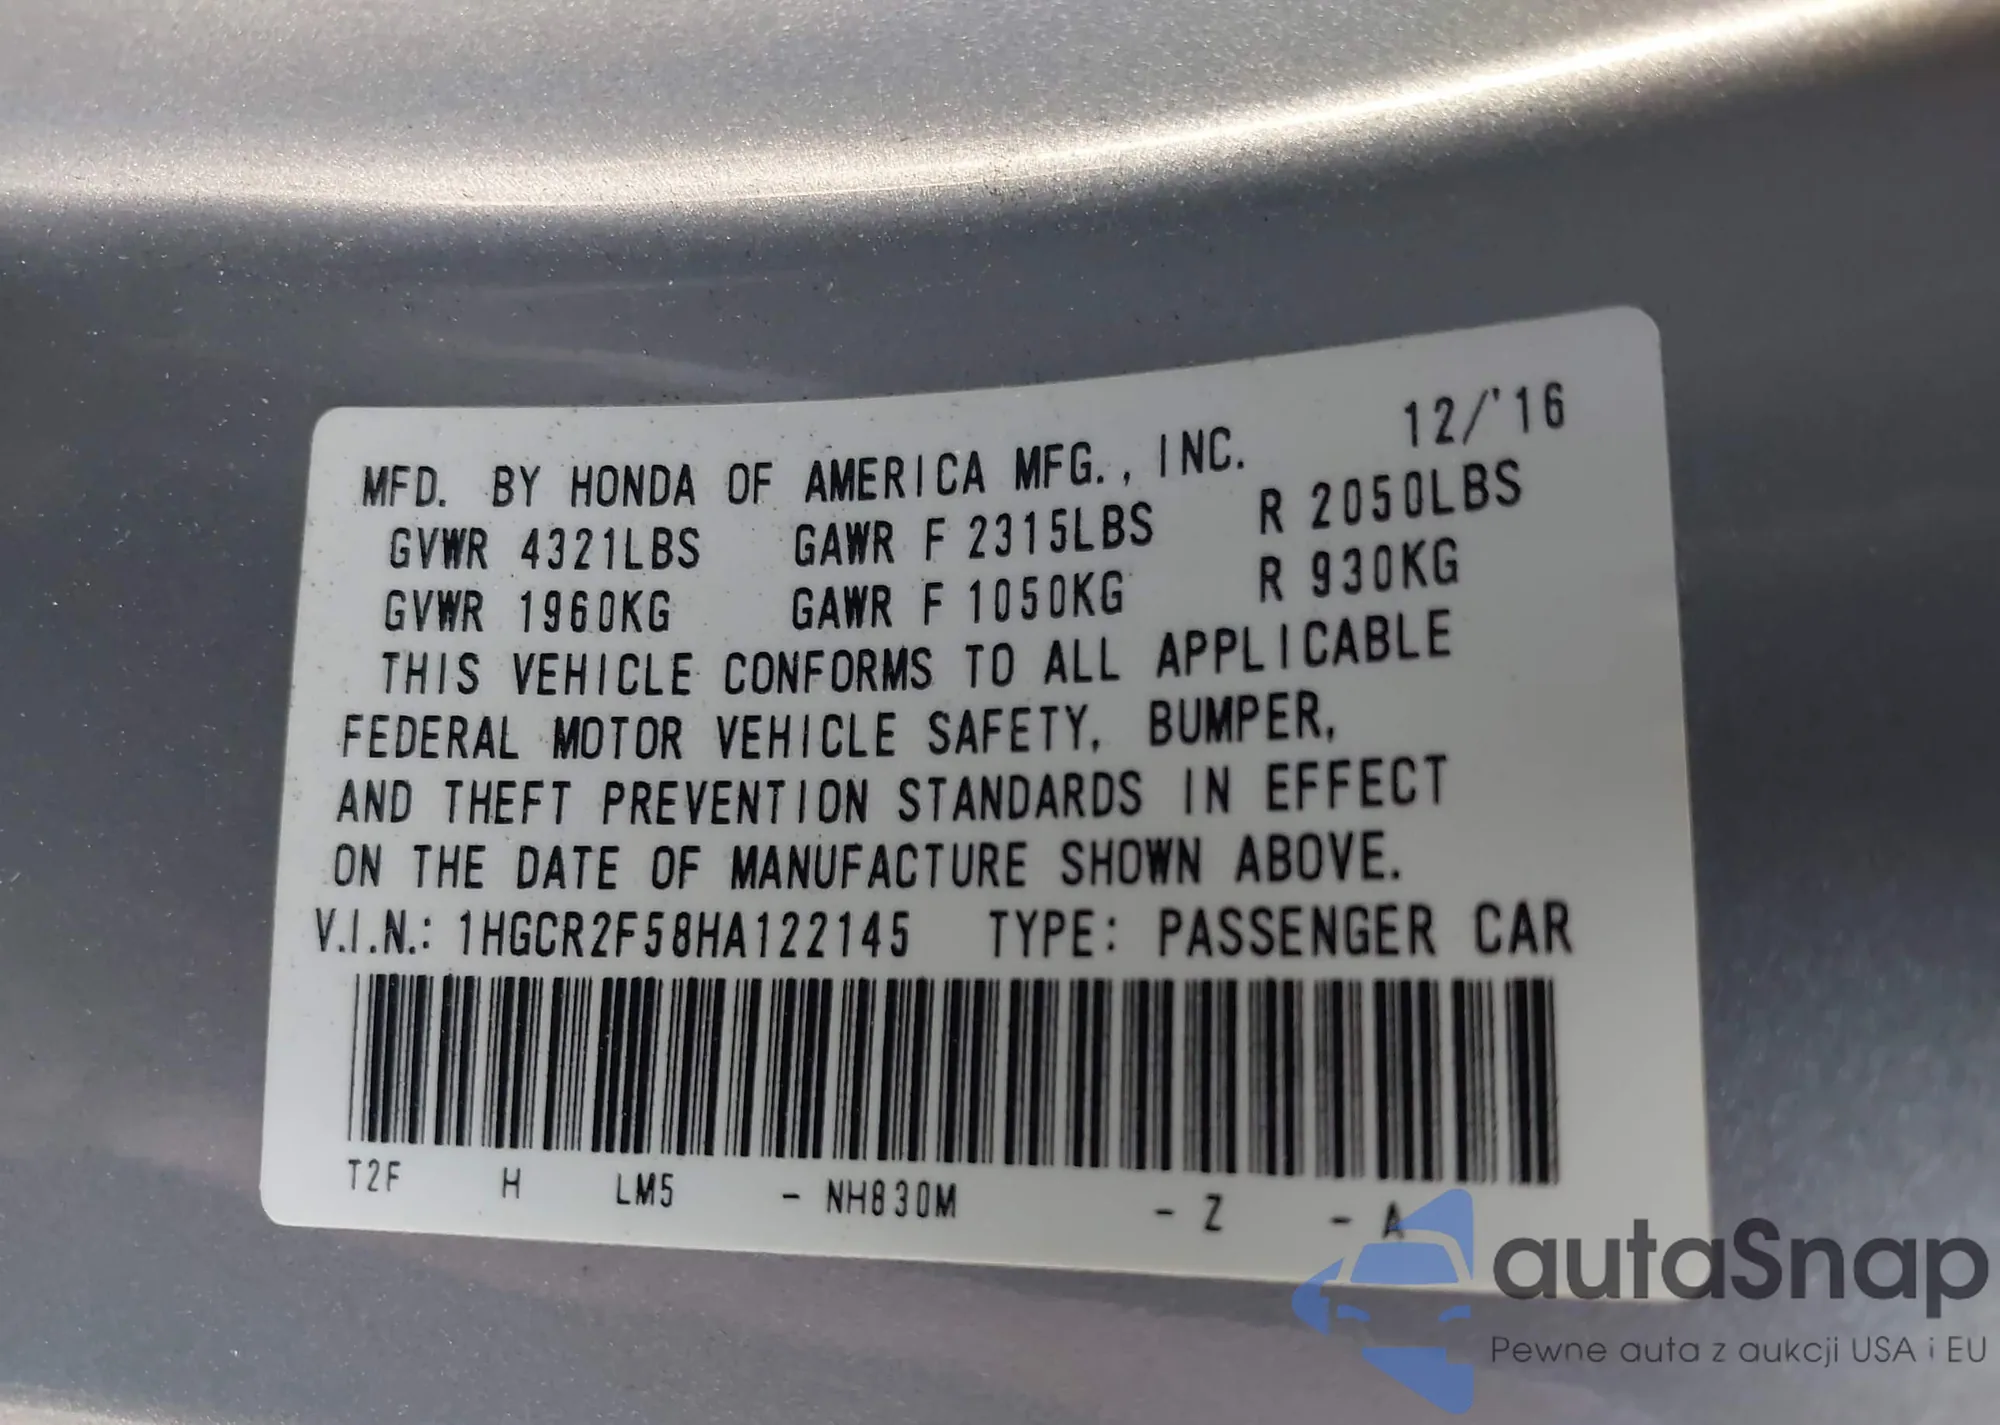 MFD. BY HONDA OF AMERICA MFG., INC. 12/'16
GVWR 4321LBS GAWR F 2315LBS R 2050LBS
GVWR 1960KG GAWR F 1050KG R 930KG
THIS VEHICLE CONFORMS TO ALL APPLICABLE
FEDERAL MOTOR VEHICLE SAFETY, BUMPER,
AND THEFT PREVENTION STANDARDS IN EFFECT
ON THE DATE OF MANUFACTURE SHOWN ABOVE.
V.I.N.: 1HGCR2F58HA122145 TYPE: PASSENGER CAR
T2F H LM5 - NH830M - Z - A
autaSnap
Pewne auta z aukcji USA i EU